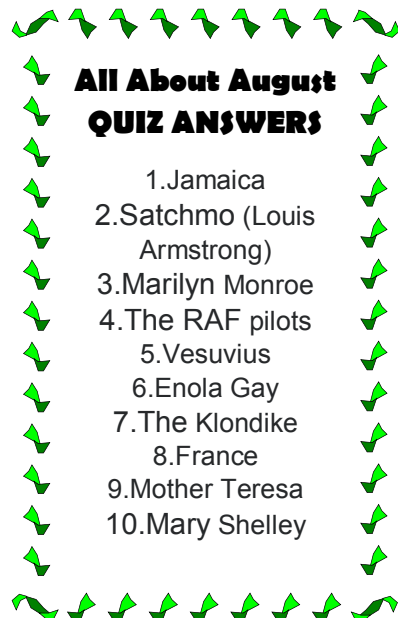 All About August
QUIZ ANSWERS
1.Jamaica
2.Satchmo (Louis
Armstrong)
3.Marilyn Monroe
4.The RAF pilots
5.Vesuvius
6.Enola Gay
7.The Klondike
8.France
9.Mother Teresa
10.Mary Shelley